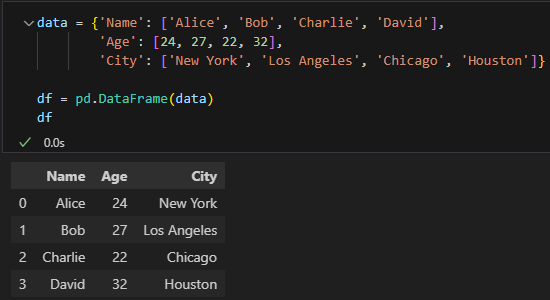 data = {'Name': ['Alice', 'Bob', 'Charlie', 'David'],
        'Age': [24, 27, 22, 32],
        'City': ['New York', 'Los Angeles', 'Chicago', 'Houston']}

df = pd.DataFrame(data)
df
0.0s
Name Age City
0 Alice 24 New York
1 Bob 27 Los Angeles
2 Charlie 22 Chicago
3 David 32 Houston